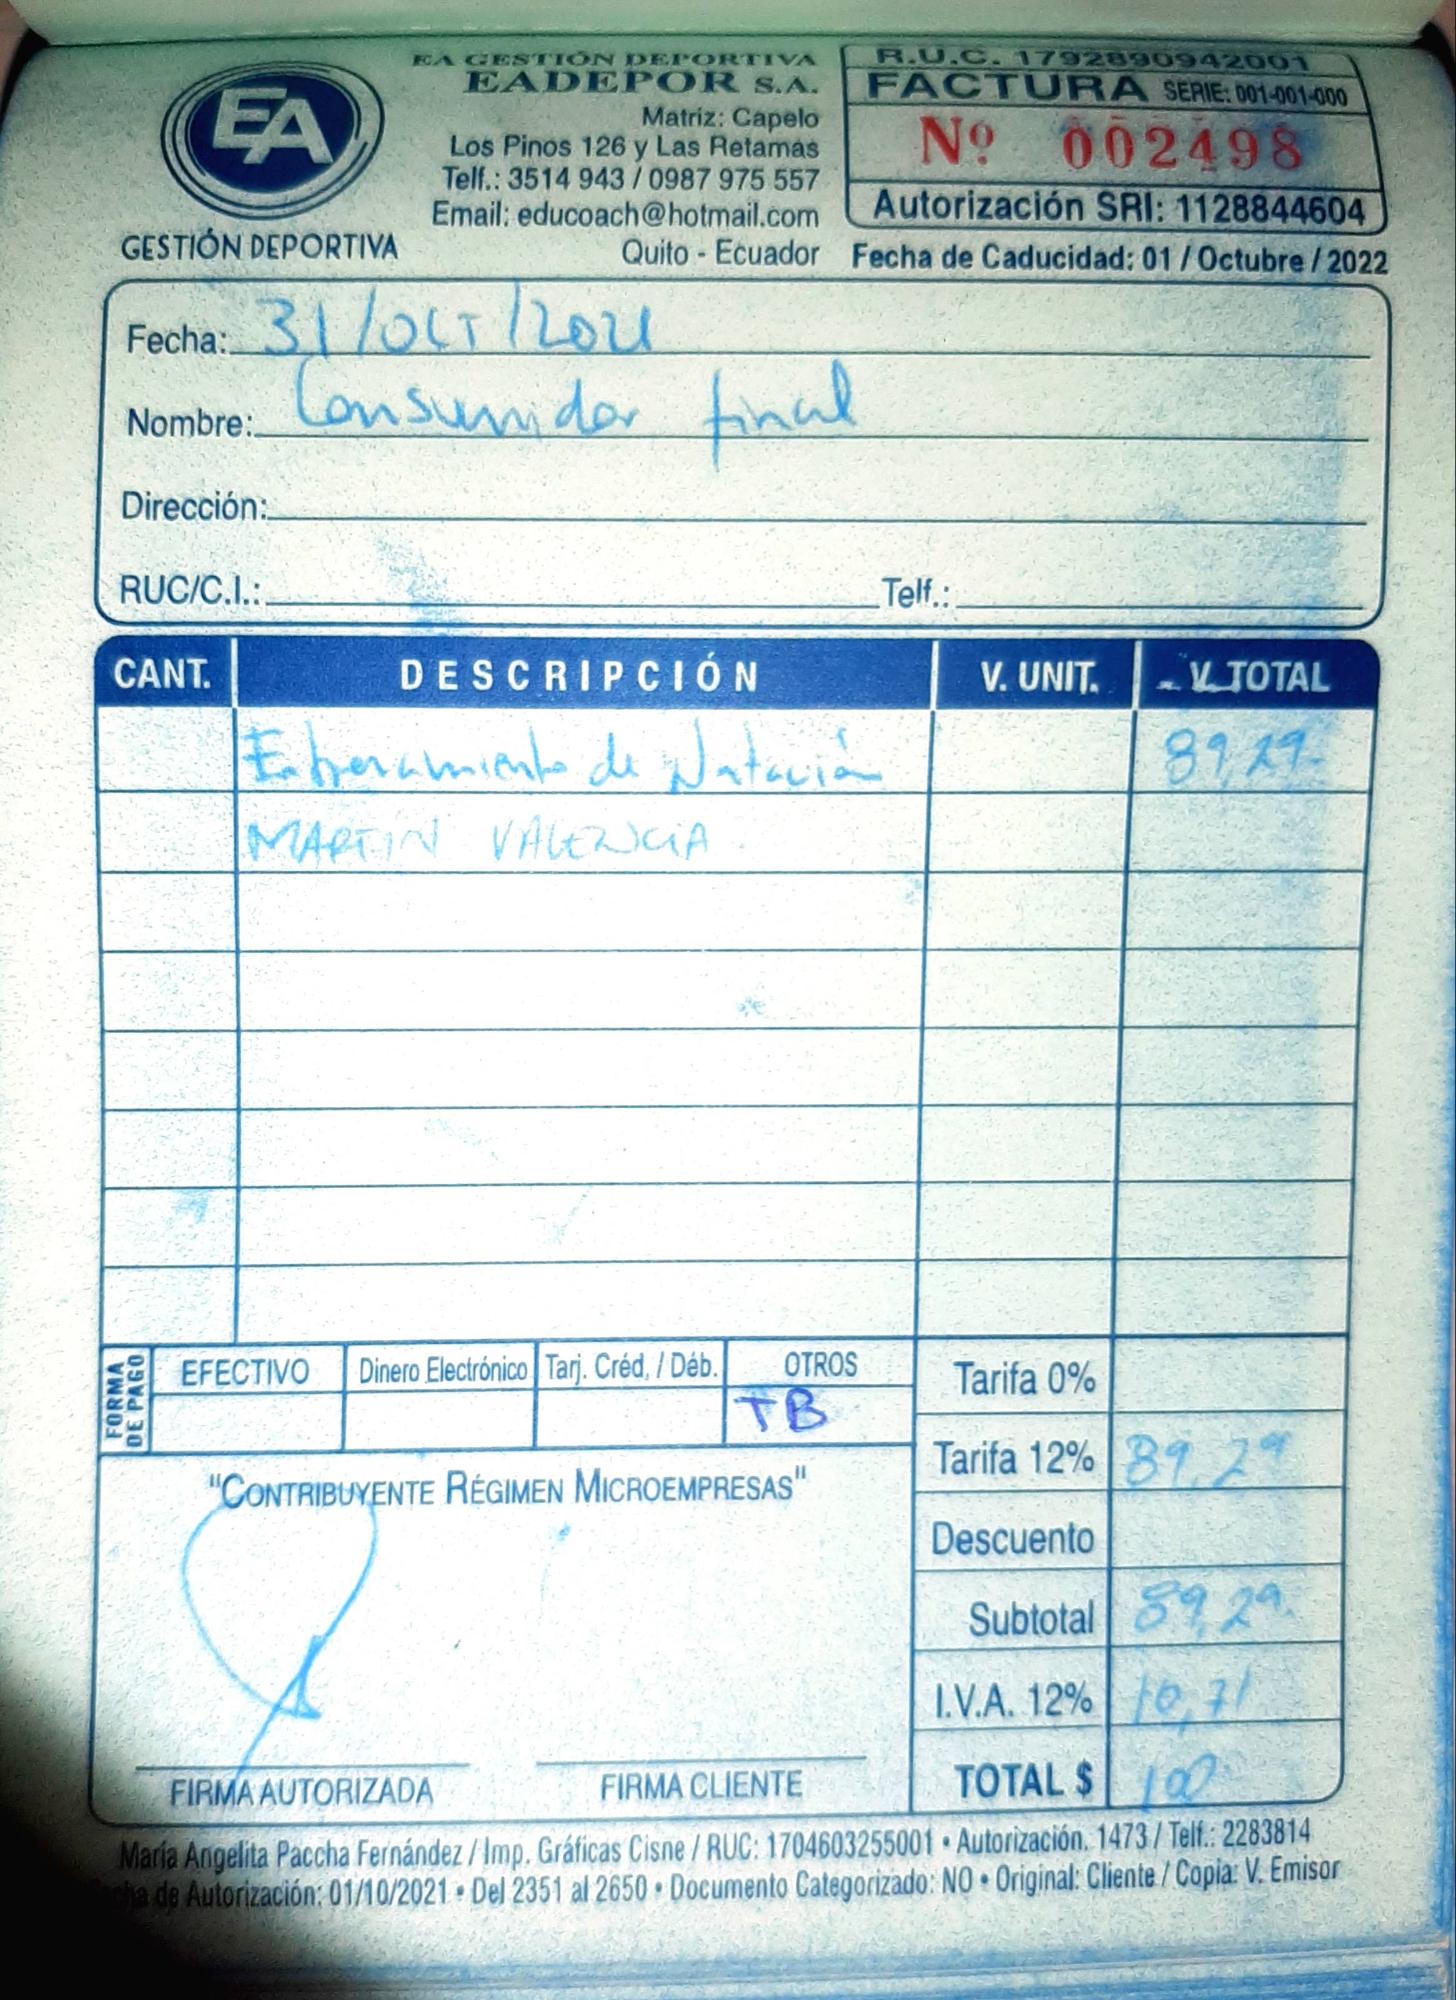 EA GESTIÓN DEPORTIVA
EADEPOR S.A.
Matriz: Capelo
Los Pinos 126 y Las Retamas
Telf.: 3514 943 / 0987 975 557
Email: educoach@hotmail.com
Quito - Ecuador
EA
GESTIÓN DEPORTIVA
R.U.C. 1792890942001
FACTURA SERIE: 001-001-000
Nº 002498
Autorización SRI: 1128844604
Fecha de Caducidad: 01 / Octubre / 2022
Fecha: 31/OCT/2021
Nombre: Consumidor final
Dirección:
RUC/C.I.: Telf.:
CANT. DESCRIPCIÓN V. UNIT. V. TOTAL
Entrenamiento de Natación 89,29
MARTIN VALENCIA
FORMA DE PAGO
EFECTIVO Dinero Electrónico Tarj. Créd. / Déb. OTROS
TB
Tarifa 0%
Tarifa 12% 89,29
Descuento
Subtotal 89,29
I.V.A. 12% 10,71
TOTAL $ 100
"CONTRIBUYENTE RÉGIMEN MICROEMPRESAS"
FIRMA AUTORIZADA FIRMA CLIENTE
María Angelita Paccha Fernández / Imp. Gráficas Cisne / RUC: 1704603255001 • Autorización. 1473 / Telf.: 2283814
de Autorización: 01/10/2021 • Del 2351 al 2650 • Documento Categorizado: NO • Original: Cliente / Copia: V. Emisor